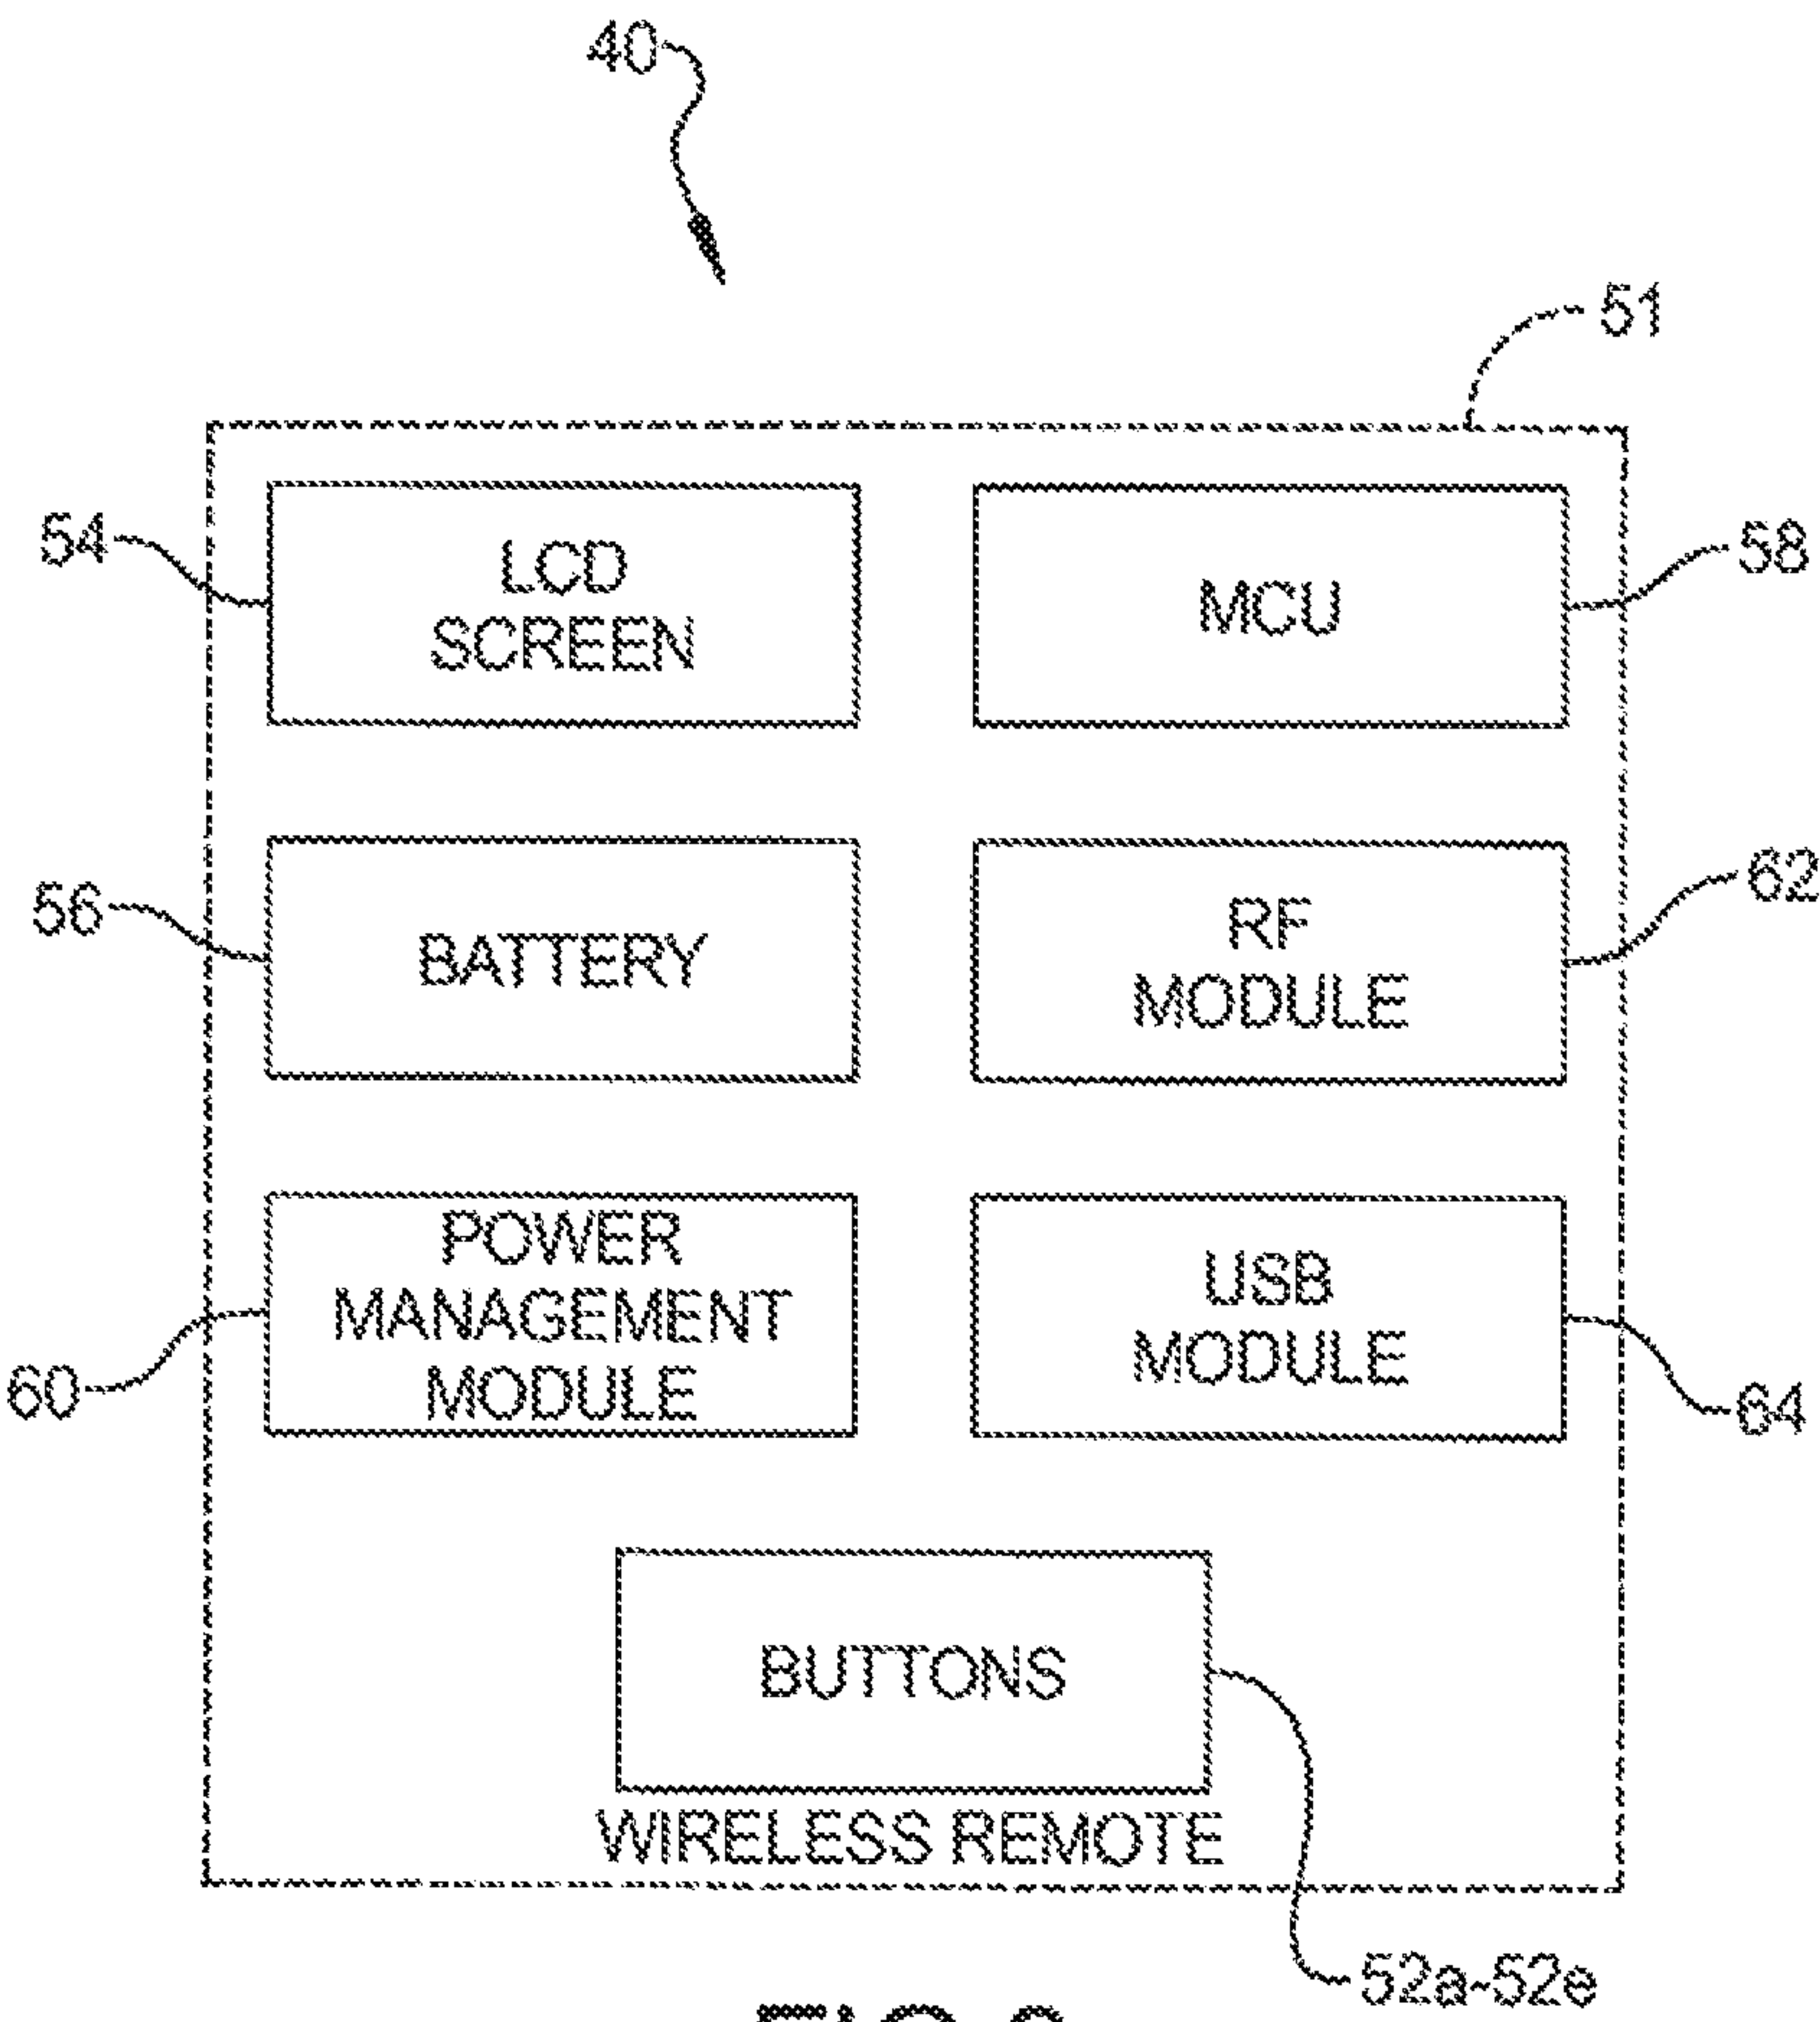 40
51
54
LCD
SCREEN
MCU
58
56
BATTERY
RF
MODULE
62
60
POWER
MANAGEMENT
MODULE
USB
MODULE
64
BUTTONS
WIRELESS REMOTE
52a-52e